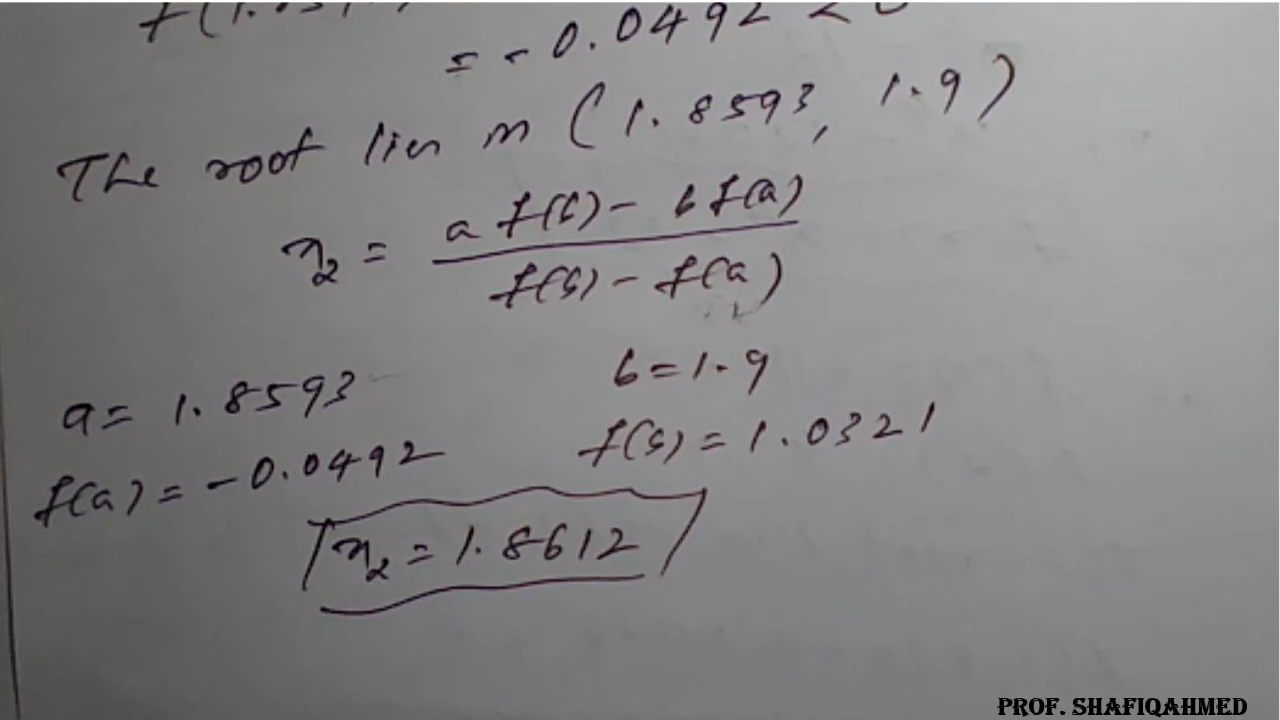 = -0.0492 <
The root lies in (1.8593, 1.9)
x₂ = a f(b) - b f(a)
f(b) - f(a)
a = 1.8593 b = 1.9
f(a) = -0.0492 f(b) = 1.0321
x₂ = 1.8612
PROF. SHAFIQAHMED